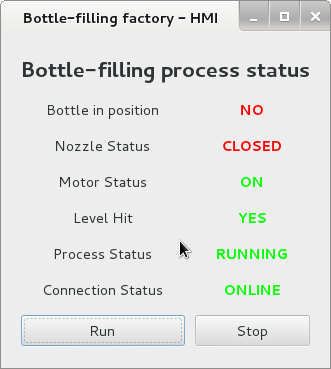 Bottle-filling factory - HMI
Bottle-filling process status
Bottle in position NO
Nozzle Status CLOSED
Motor Status ON
Level Hit YES
Process Status RUNNING
Connection Status ONLINE
Run Stop